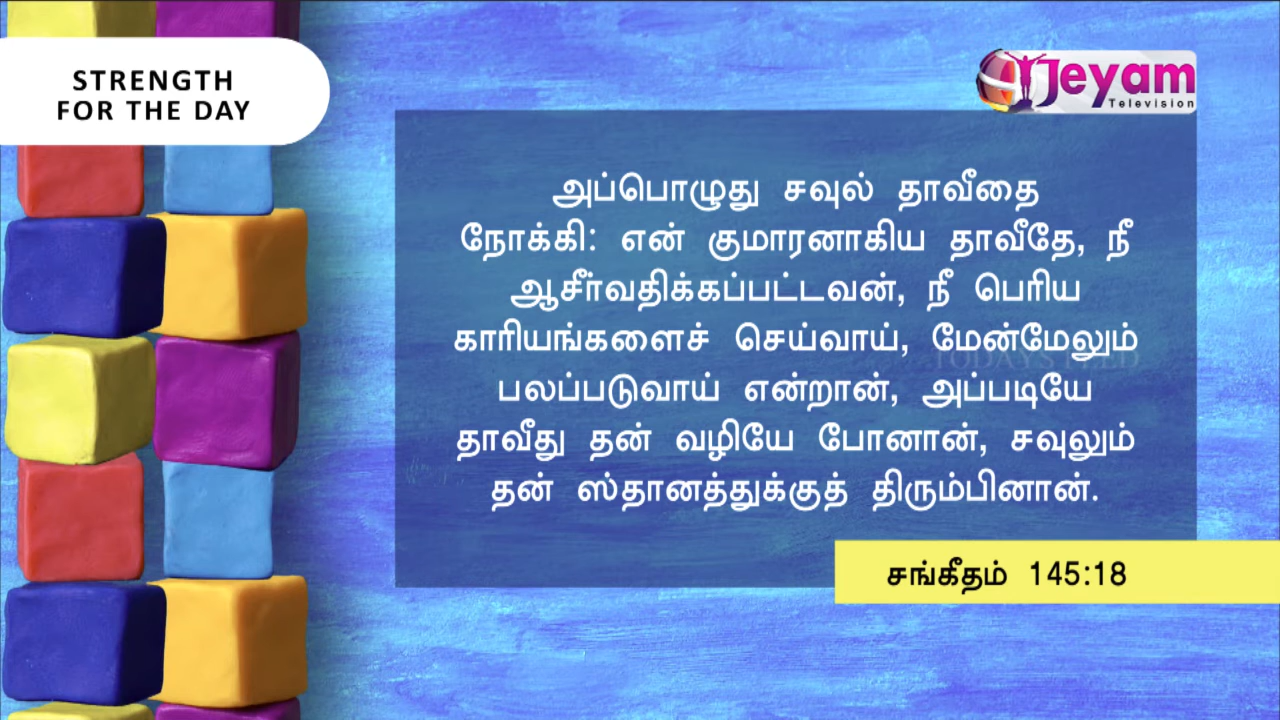 STRENGTH
FOR THE DAY
Jeyam
Television
அப்பொழுது சவுல் தாவீதை
நோக்கி: என் குமாரனாகிய தாவீதே, நீ
ஆசீர்வதிக்கப்பட்டவன், நீ பெரிய
காரியங்களைச் செய்வாய், மேன்மேலும்
பலப்படுவாய் என்றான், அப்படியே
தாவீது தன் வழியே போனான், சவுலும்
தன் ஸ்தானத்துக்குத் திரும்பினான்.
சங்கீதம் 145:18